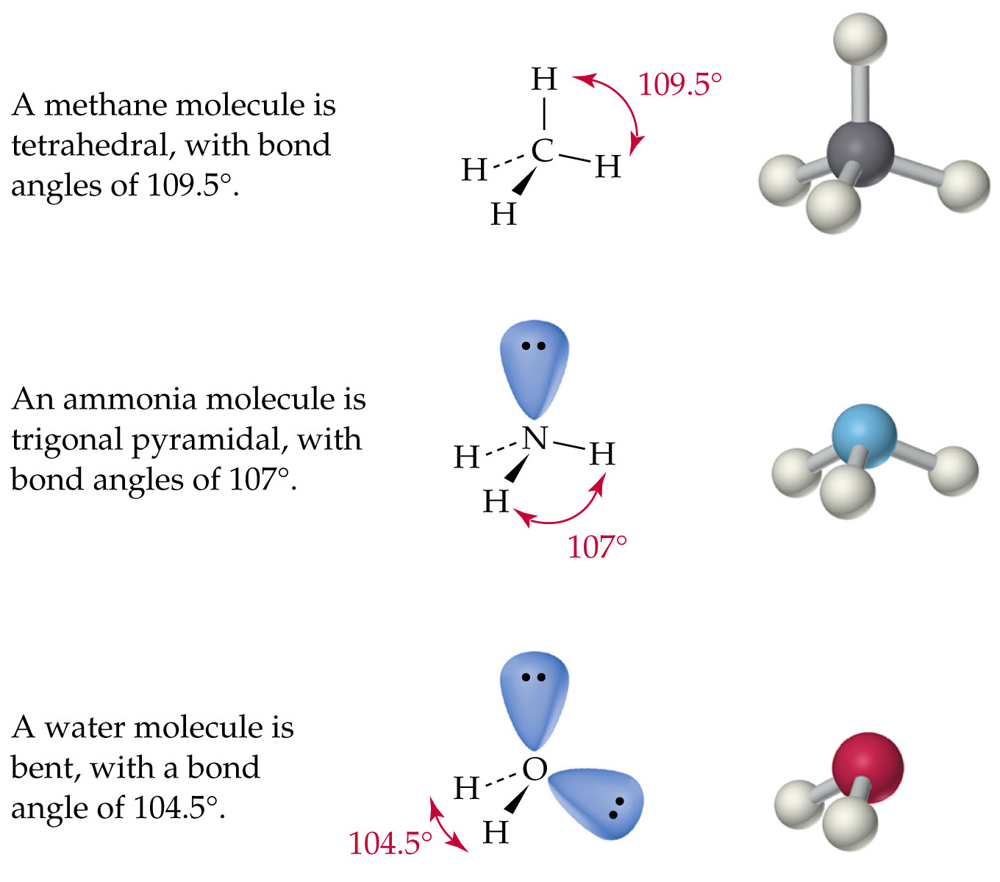 A methane molecule is
tetrahedral, with bond
angles of 109.5°.
H
109.5°
C
H
H
H
An ammonia molecule is
trigonal pyramidal, with
bond angles of 107°.
••
N
H
H
H
107°
A water molecule is
bent, with a bond
angle of 104.5°.
••
O
H
••
H
104.5°